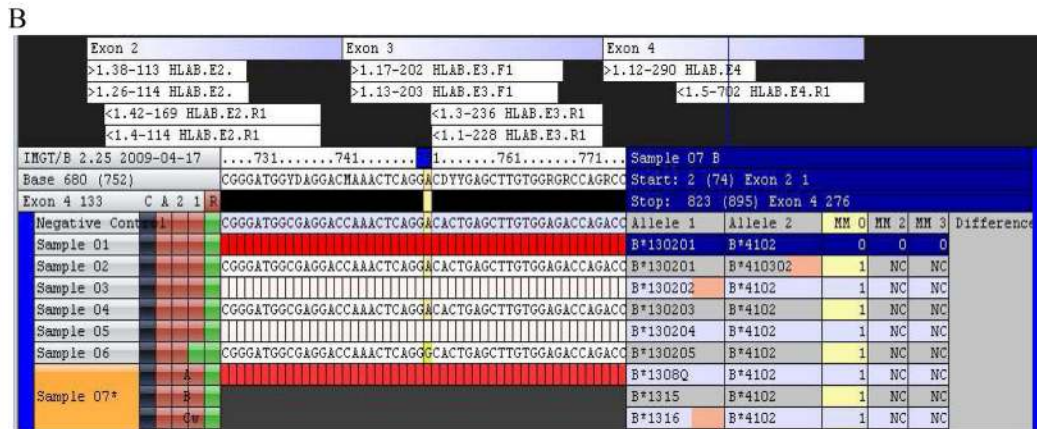 B
Exon 2 Exon 3 Exon 4
>1.38-113 HLAB.E2. >1.17-202 HLAB.E3.F1 >1.12-290 HLAB.E4
>1.26-114 HLAB.E2. >1.13-203 HLAB.E3.F1 <1.5-702 HLAB.E4.R1
<1.42-169 HLAB.E2.R1 <1.3-236 HLAB.E3.R1
<1.4-114 HLAB.E2.R1 <1.1-228 HLAB.E3.R1
IMGT/B 2.25 2009-04-17 ....731.......741....... 1.......761.......771... Sample 07 B
Base 680 (752) CGGGATGGYDAGGACMAAACTCAGGACDYYGAGCTTGTGGRGRCCAGRCC Start: 2 (74) Exon 2 1
Exon 4 133 C A 2 1 R Stop: 823 (895) Exon 4 276
Negative Control CGGGATGGCGAGGACCAAACTCAGGACACTGAGCTTGTGGAGACCAGACC Allele 1 Allele 2 MM 0 MM 2 MM 3 Difference
Sample 01 B*130201 B*4102 0 0 0
Sample 02 CGGGATGGCGAGGACCAAACTCAGGACACTGAGCTTGTGGAGACCAGACC B*130201 B*410302 1 NC NC
Sample 03 B*130202 B*4102 1 NC NC
Sample 04 CGGGATGGCGAGGACCAAACTCAGGACACTGAGCTTGTGGAGACCAGACC B*130203 B*4102 1 NC NC
Sample 05 B*130204 B*4102 1 NC NC
Sample 06 CGGGATGGCGAGGACCAAACTCAGGGCACTGAGCTTGTGGAGACCAGACC B*130205 B*4102 1 NC NC
A B*1308Q B*4102 1 NC NC
Sample 07* B B*1315 B*4102 1 NC NC
Cw B*1316 B*4102 1 NC NC